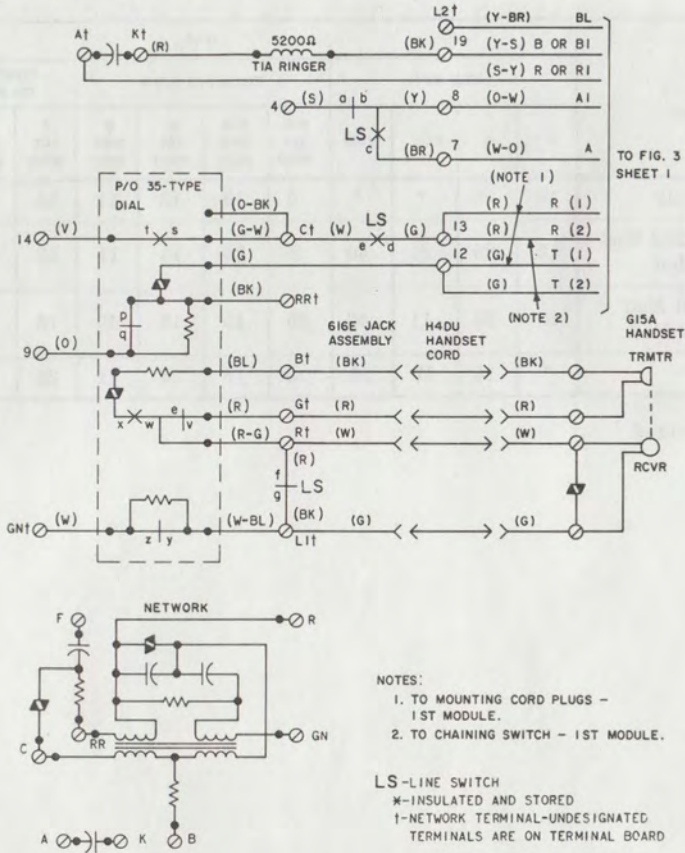 L2† (Y-BR) BL
A† K† (R) 5200Ω (BK) 19 (Y-S) B OR B1
T1A RINGER
(S-Y) R OR R1
4 (S) a b (Y) 8 (O-W) A1
LS
c (BR) 7 (W-O) A
TO FIG. 3
SHEET 1
(NOTE 1)
P/O 35-TYPE
DIAL
(O-BK) LS (R) R (1)
14 (V) t s (G-W) C† (W) e d (G) 13 (R) R (2)
(G) 12 (G) T (1)
(BK) RR† (G) T (2)
(NOTE 2)
p
q
9 (O)
616E JACK
ASSEMBLY
H4DU
HANDSET
CORD
G15A
HANDSET
TRMTR
(BL) B† (BK) (BK)
x w e v (R) G† (R) (R)
(R-G) R† (W) (W)
RCVR
(R)
f
g
LS
(BK)
GN† (W) z y (W-BL) L1† (G) (G)
NETWORK
F R
C RR GN
A K B
NOTES:
1. TO MOUNTING CORD PLUGS -
1ST MODULE.
2. TO CHAINING SWITCH - 1ST MODULE.
LS-LINE SWITCH
*-INSULATED AND STORED
†-NETWORK TERMINAL-UNDESIGNATED
TERMINALS ARE ON TERMINAL BOARD